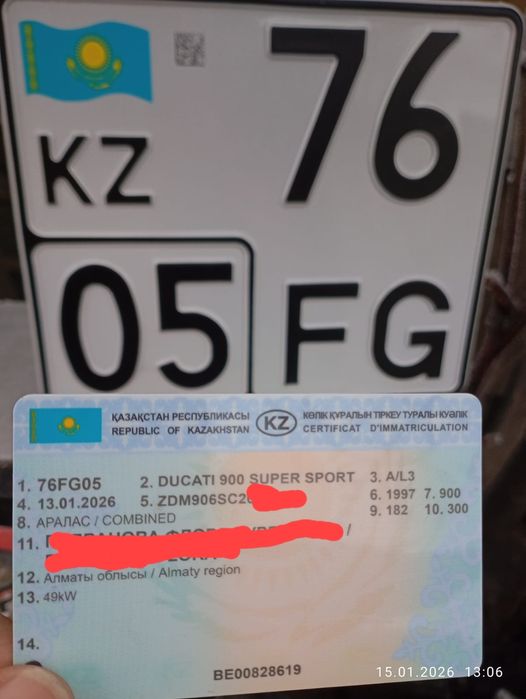 76
KZ
05 FG
ҚАЗАҚСТАН РЕСПУБЛИКАСЫ KZ КӨЛІК ҚҰРАЛЫН ТІРКЕУ ТУРАЛЫ КУӘЛІК
REPUBLIC OF KAZAKHSTAN CERTIFICAT D'IMMATRICULATION
1. 76FG05 2. DUCATI 900 SUPER SPORT 3. A/L3
4. 13.01.2026 5. ZDM906SC2 6. 1997 7. 900
8. АРАЛАС / COMBINED 9. 182 10. 300
11. /
12. Алматы облысы / Almaty region
13. 49kW
14.
BE00828619
15.01.2026 13:06